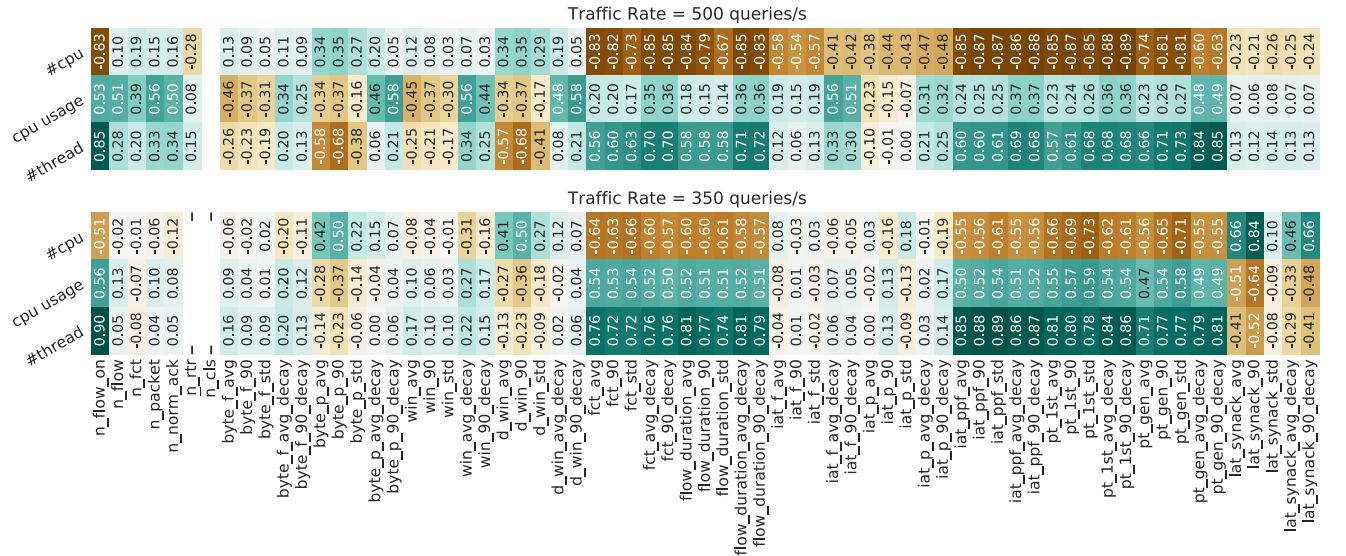 Traffic Rate = 500 queries/s
#cpu -0.83 0.10 0.19 0.15 0.16 -0.28 0.13 0.09 0.05 0.11 0.09 0.34 0.35 0.27 0.20 0.05 0.12 0.08 0.03 0.07 0.03 0.34 0.35 0.29 0.19 0.05 -0.83 -0.82 -0.73 -0.85 -0.85 -0.84 -0.79 -0.67 -0.85 -0.83 -0.58 -0.54 -0.57 -0.41 -0.42 -0.38 -0.44 -0.43 -0.44 -0.48 -0.85 -0.87 -0.87 -0.86 -0.88 -0.85 -0.87 -0.85 -0.88 -0.89 -0.74 -0.81 -0.81 -0.60 -0.63 -0.23 -0.21 -0.26 -0.25 -0.24
cpu usage 0.53 0.51 0.39 0.56 0.50 0.08 -0.46 -0.37 -0.31 0.34 0.25 -0.34 -0.37 -0.16 0.46 0.58 -0.45 -0.37 -0.30 0.56 0.44 -0.34 -0.37 -0.17 0.48 0.58 0.20 0.20 0.17 0.35 0.36 0.18 0.15 0.14 0.36 0.36 0.19 0.15 0.19 0.56 0.51 -0.23 -0.15 -0.07 0.31 0.32 0.24 0.25 0.25 0.37 0.37 0.23 0.24 0.26 0.36 0.36 0.23 0.26 0.27 0.48 0.49 0.07 0.06 0.08 0.07 0.07
#thread 0.85 0.28 0.20 0.33 0.34 0.15 -0.26 -0.23 -0.19 0.20 0.13 -0.58 -0.68 -0.38 0.06 0.21 -0.25 -0.21 -0.17 0.34 0.25 -0.57 -0.68 -0.41 0.08 0.21 0.56 0.60 0.63 0.70 0.70 0.58 0.58 0.58 0.71 0.72 0.12 0.06 0.13 0.33 0.30 -0.10 -0.01 0.00 0.21 0.25 0.60 0.66 0.61 0.69 0.68 0.57 0.61 0.68 0.68 0.68 0.66 0.71 0.73 0.84 0.85 0.13 0.12 0.14 0.13 0.13
Traffic Rate = 350 queries/s
#cpu -0.51 -0.02 -0.01 -0.06 -0.12 – – -0.06 -0.02 0.02 -0.20 -0.11 0.42 0.50 0.22 0.15 0.07 -0.08 -0.04 -0.01 -0.31 -0.16 0.41 0.50 0.27 0.12 0.07 -0.64 -0.63 -0.66 -0.60 -0.57 -0.60 -0.60 -0.61 -0.58 -0.57 0.08 -0.03 0.03 -0.06 -0.05 -0.16 0.18 -0.01 -0.19 -0.55 -0.56 -0.61 -0.55 -0.56 -0.66 -0.69 -0.73 -0.62 -0.61 -0.56 -0.65 -0.71 -0.55 -0.55 0.66 0.84 0.10 0.46 0.66
cpu usage 0.56 0.13 -0.07 0.10 0.08 0.09 0.04 0.01 0.20 0.12 -0.28 -0.37 -0.14 -0.04 0.04 0.09 0.06 0.03 0.27 0.17 -0.27 -0.36 -0.18 -0.02 0.04 0.54 0.53 0.54 0.52 0.50 0.54 0.55 0.55 0.52 0.51 -0.08 0.02 -0.03 0.07 0.05 0.02 -0.13 0.02 0.17 0.50 0.52 0.54 0.51 0.52 0.55 0.57 0.59 0.54 0.54 0.47 0.54 0.58 0.49 0.49 -0.51 -0.64 -0.09 -0.33 -0.48
#thread 0.90 0.05 -0.08 0.04 0.05 – – 0.16 0.09 0.09 0.20 0.13 -0.14 -0.23 -0.06 0.00 0.06 0.17 0.10 0.10 0.22 0.15 -0.13 -0.23 -0.09 0.02 0.06 0.76 0.72 0.72 0.76 0.76 0.81 0.77 0.74 0.81 0.79 -0.04 0.01 -0.02 0.06 0.04 0.06 0.13 -0.09 0.03 0.14 0.85 0.88 0.89 0.86 0.87 0.81 0.80 0.78 0.84 0.86 0.71 0.77 0.77 0.79 0.81 -0.41 -0.52 -0.08 -0.29 -0.41
n_flow_on n_flow n_fct n_packet n_norm_ack n_rtr n_cls byte_f_avg byte_f_90 byte_f_std byte_f_avg_decay byte_f_90_decay byte_p_avg byte_p_90 byte_p_std byte_p_avg_decay byte_p_90_decay win_avg win_90 win_std win_avg_decay win_90_decay d_win_avg d_win_90 d_win_std d_win_avg_decay d_win_90_decay fct_avg fct_90 fct_std fct_avg_decay fct_90_decay flow_duration_avg flow_duration_90 flow_duration_std flow_duration_avg_decay flow_duration_90_decay iat_f_avg iat_f_90 iat_f_std iat_f_avg_decay iat_f_90_decay iat_p_avg iat_p_90 iat_p_std iat_p_avg_decay iat_p_90_decay iat_ppf_avg iat_ppf_90 iat_ppf_std iat_ppf_avg_decay iat_ppf_90_decay pt_1st_avg pt_1st_90 pt_1st_std pt_1st_avg_decay pt_1st_90_decay pt_gen_avg pt_gen_90 pt_gen_std pt_gen_avg_decay pt_gen_90_decay lat_synack_avg lat_synack_90 lat_synack_std lat_synack_avg_decay lat_synack_90_decay